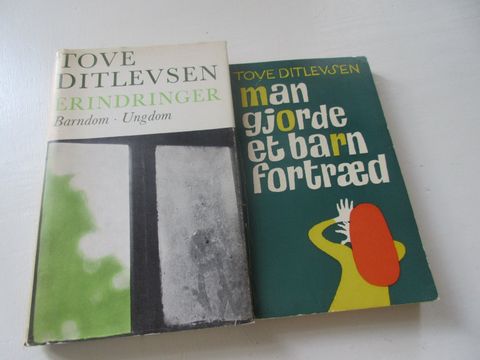 TOVE
DITLEVSEN
ERINDRINGER
Barndom · Ungdom
TOVE DITLEVSEN
man
gjorde
et barn
fortræd